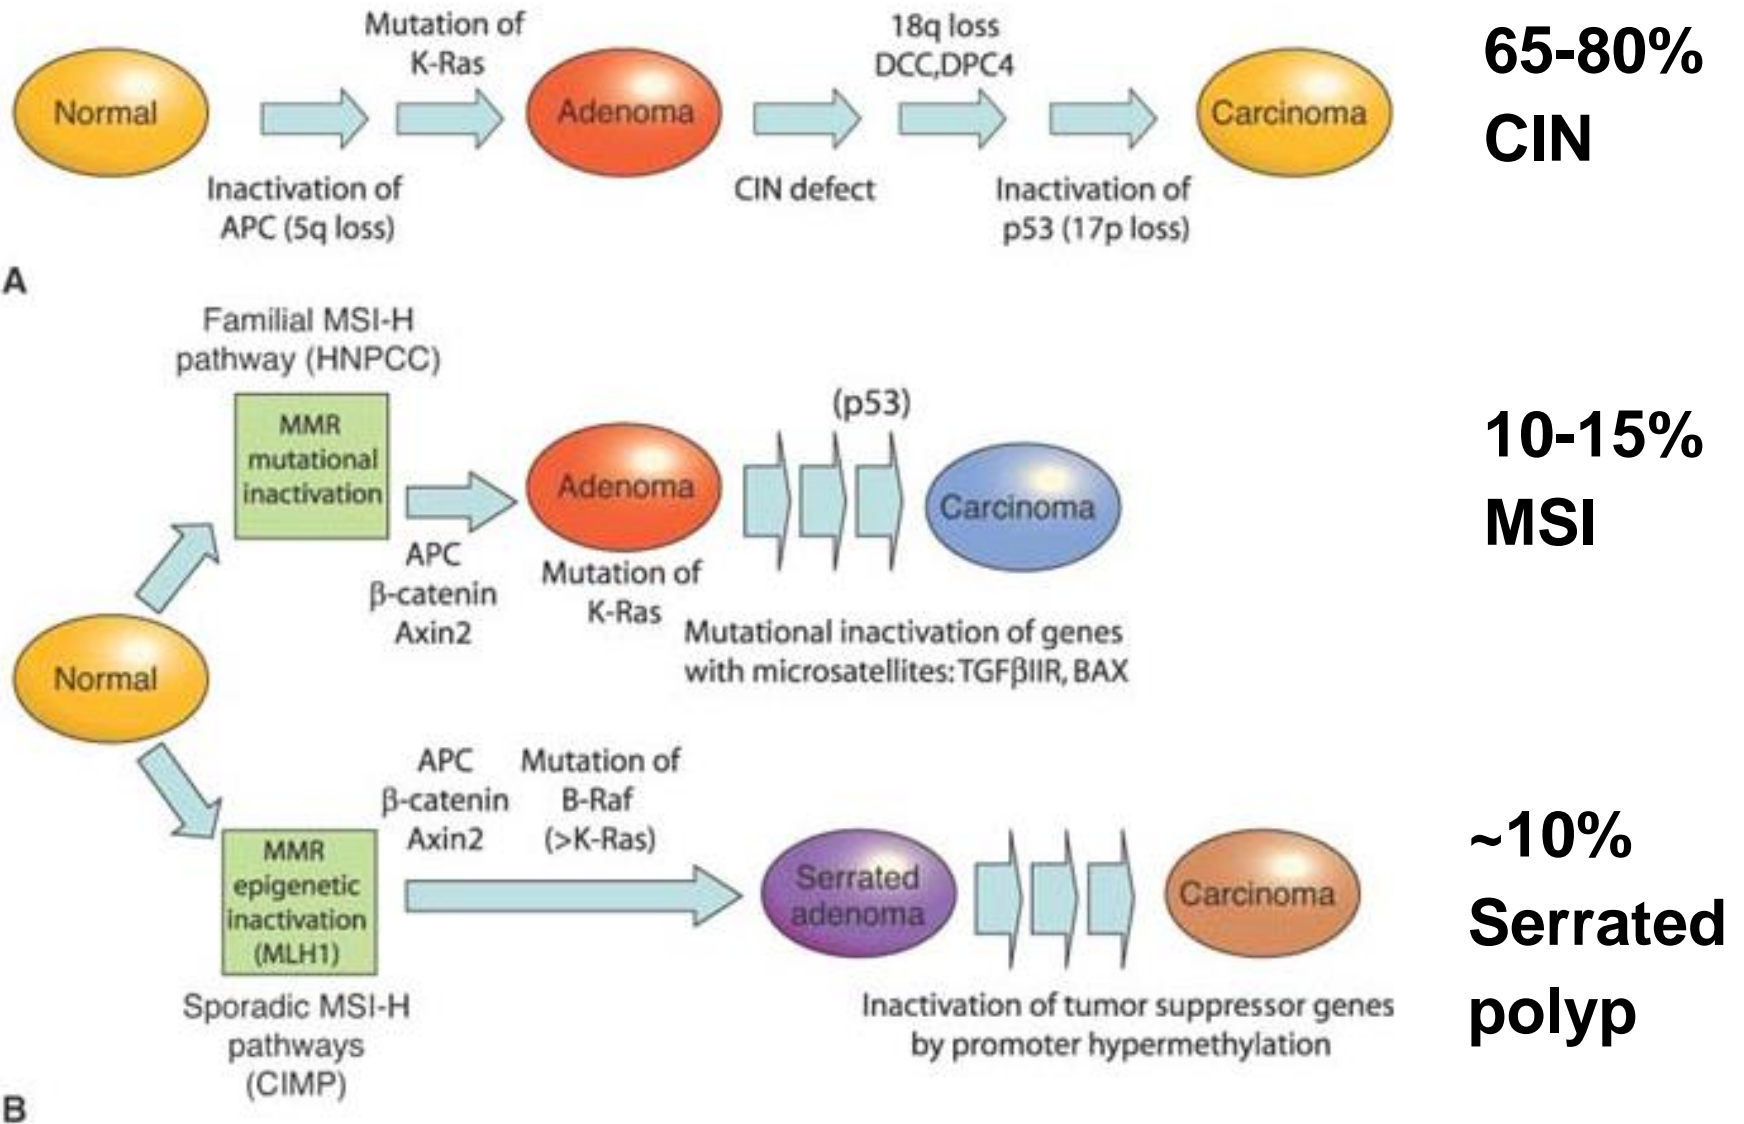 Mutation of
K-Ras
18q loss
DCC,DPC4
65-80%
CIN
Normal
Adenoma
Carcinoma
Inactivation of
APC (5q loss)
CIN defect
Inactivation of
p53 (17p loss)
A
Familial MSI-H
pathway (HNPCC)
MMR
mutational
inactivation
APC
β-catenin
Axin2
Adenoma
Mutation of
K-Ras
(p53)
Carcinoma
Mutational inactivation of genes
with microsatellites: TGFβIIR, BAX
10-15%
MSI
Normal
APC
β-catenin
Axin2
Mutation of
B-Raf
(>K-Ras)
MMR
epigenetic
inactivation
(MLH1)
Serrated
adenoma
Carcinoma
Sporadic MSI-H
pathways
(CIMP)
Inactivation of tumor suppressor genes
by promoter hypermethylation
~10%
Serrated
polyp
B